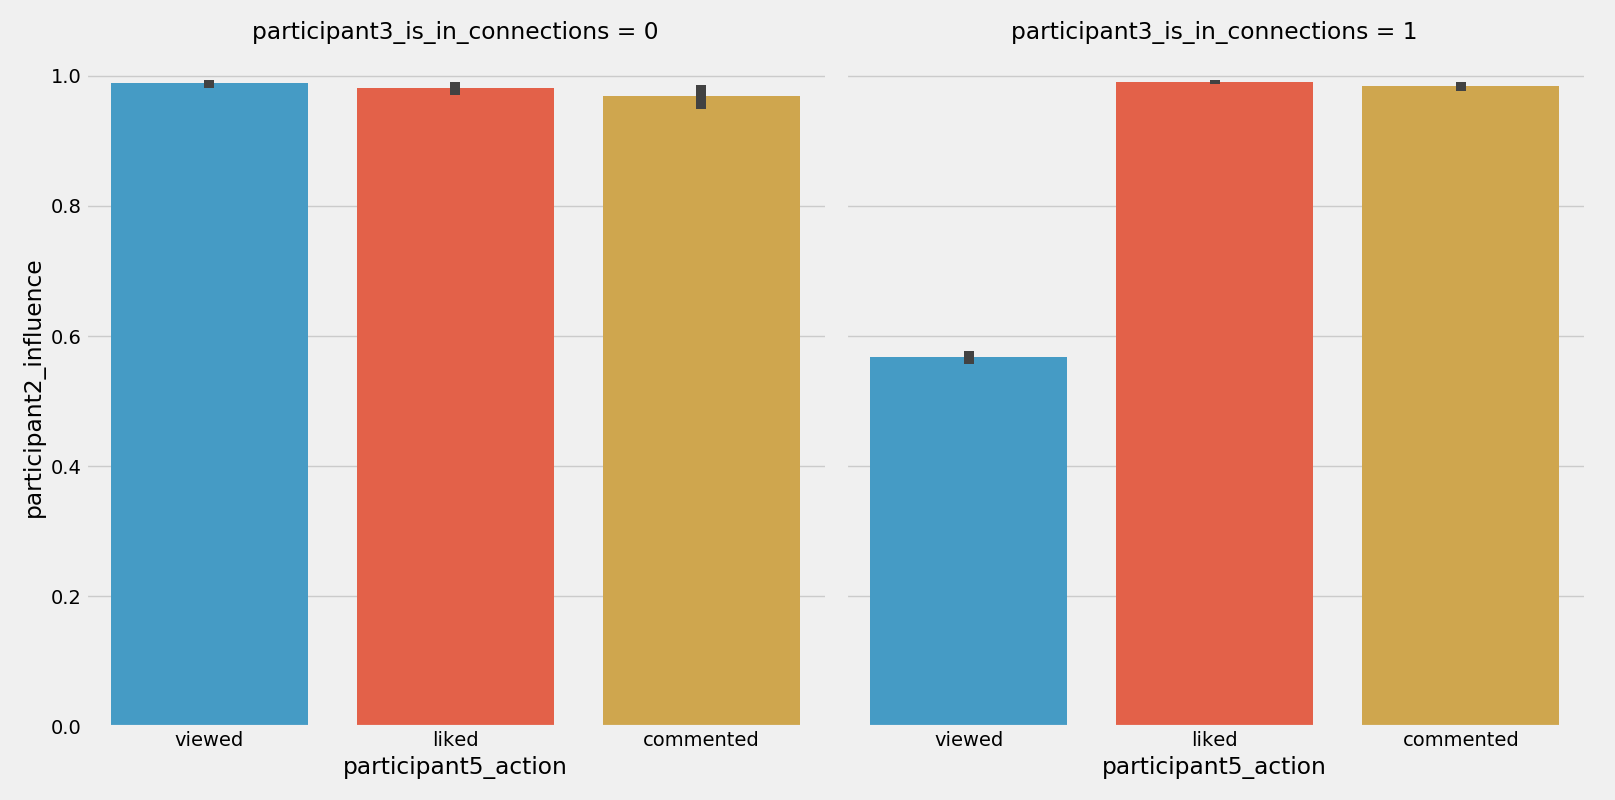 participant3_is_in_connections = 0
participant3_is_in_connections = 1
participant2_influence
1.0
0.8
0.6
0.4
0.2
0.0
viewed liked commented
viewed liked commented
participant5_action
participant5_action